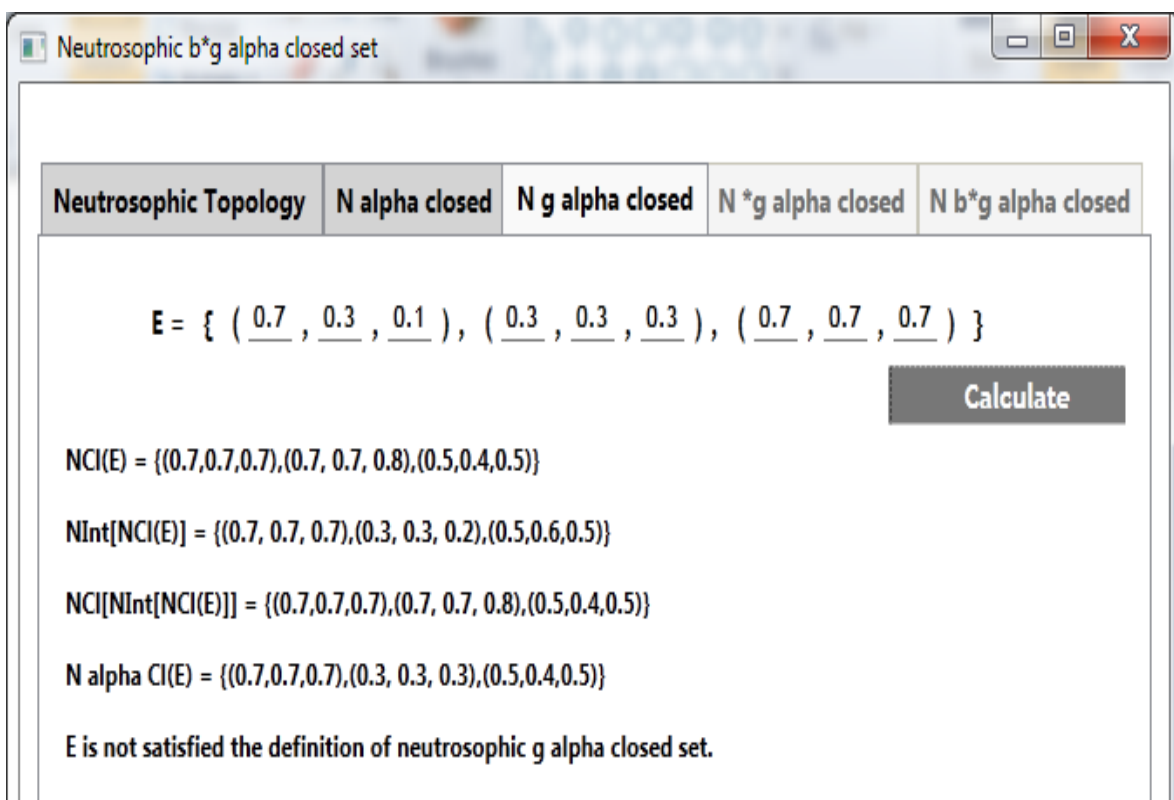 Neutrosophic b*g alpha closed set
Neutrosophic Topology N alpha closed N g alpha closed N *g alpha closed N b*g alpha closed
E = { ( 0.7 , 0.3 , 0.1 ), ( 0.3 , 0.3 , 0.3 ), ( 0.7 , 0.7 , 0.7 ) }
Calculate
NCl(E) = {(0.7,0.7,0.7),(0.7, 0.7, 0.8),(0.5,0.4,0.5)}
NInt[NCl(E)] = {(0.7, 0.7, 0.7),(0.3, 0.3, 0.2),(0.5,0.6,0.5)}
NCl[NInt[NCl(E)]] = {(0.7,0.7,0.7),(0.7, 0.7, 0.8),(0.5,0.4,0.5)}
N alpha Cl(E) = {(0.7,0.7,0.7),(0.3, 0.3, 0.3),(0.5,0.4,0.5)}
E is not satisfied the definition of neutrosophic g alpha closed set.